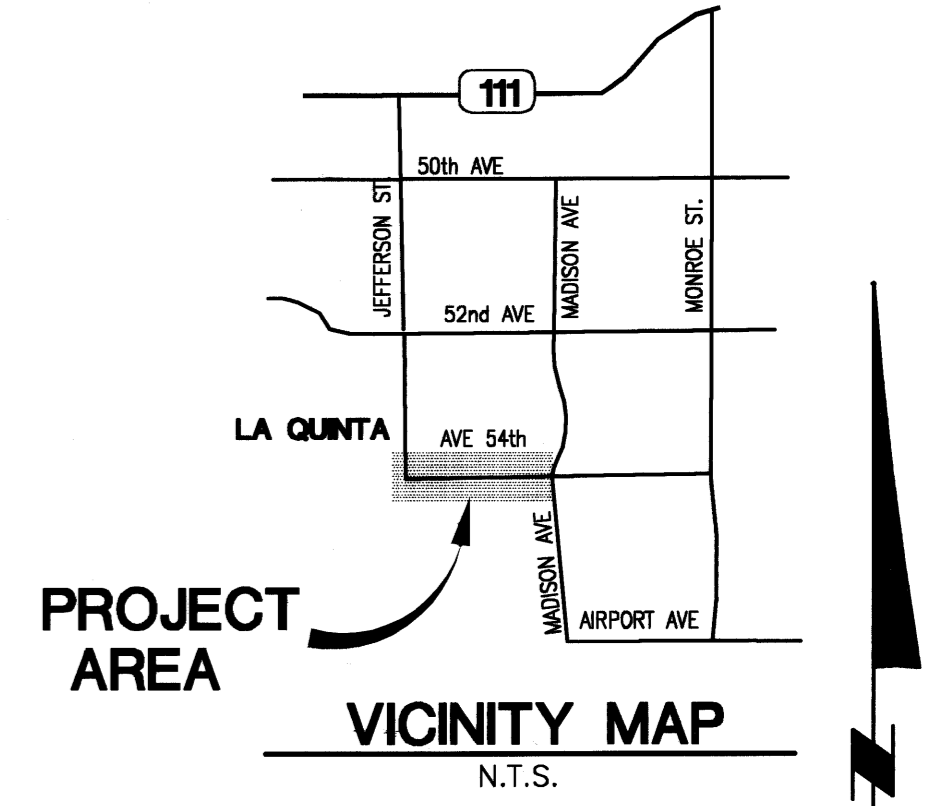 111
50th AVE
JEFFERSON ST
MADISON AVE
MONROE ST.
52nd AVE
LA QUINTA
AVE 54th
MADISON AVE
AIRPORT AVE
PROJECT
AREA
VICINITY MAP
N.T.S.
N